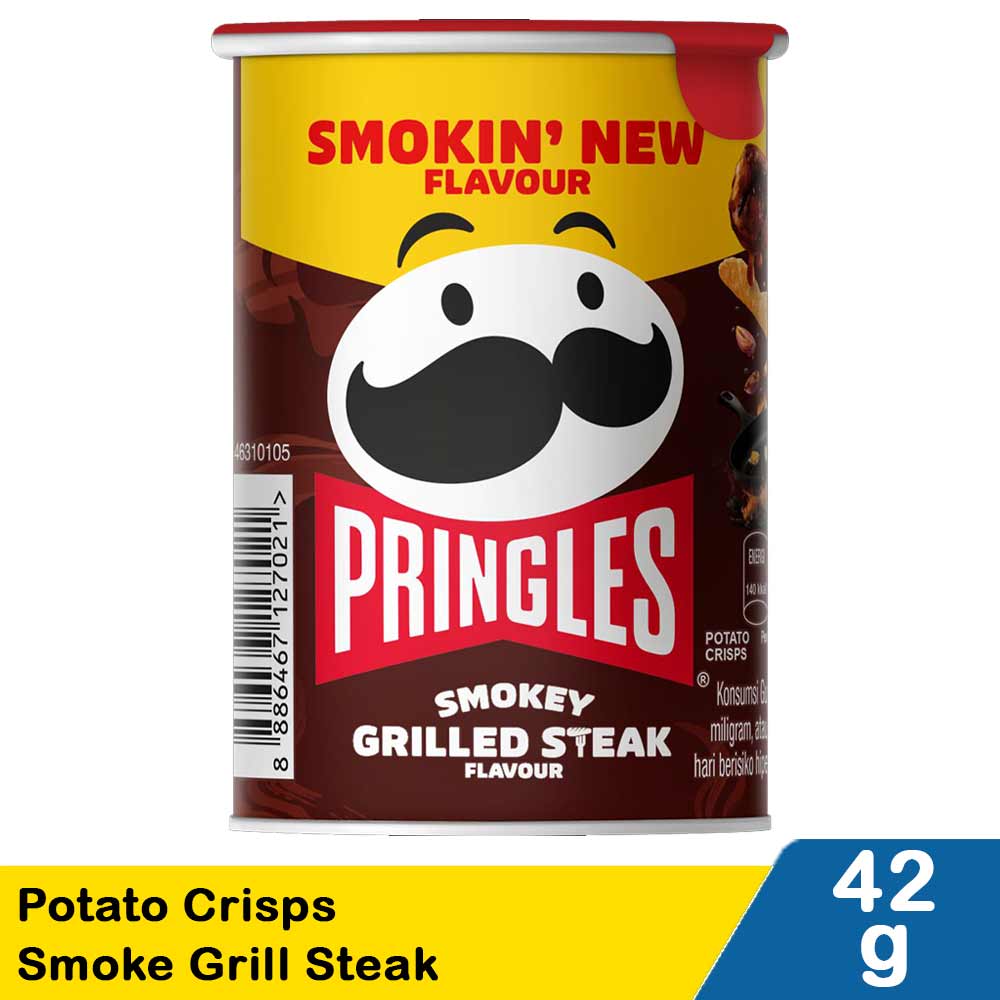 SMOKIN' NEW
FLAVOUR
46310105
8 886467 127021 >
PRINGLES
ENERGI
140 kkal
POTATO
CRISPS
®
Konsumsi
miligram,
hari berisiko
SMOKEY
GRILLED STEAK
FLAVOUR
Potato Crisps
Smoke Grill Steak
42
g